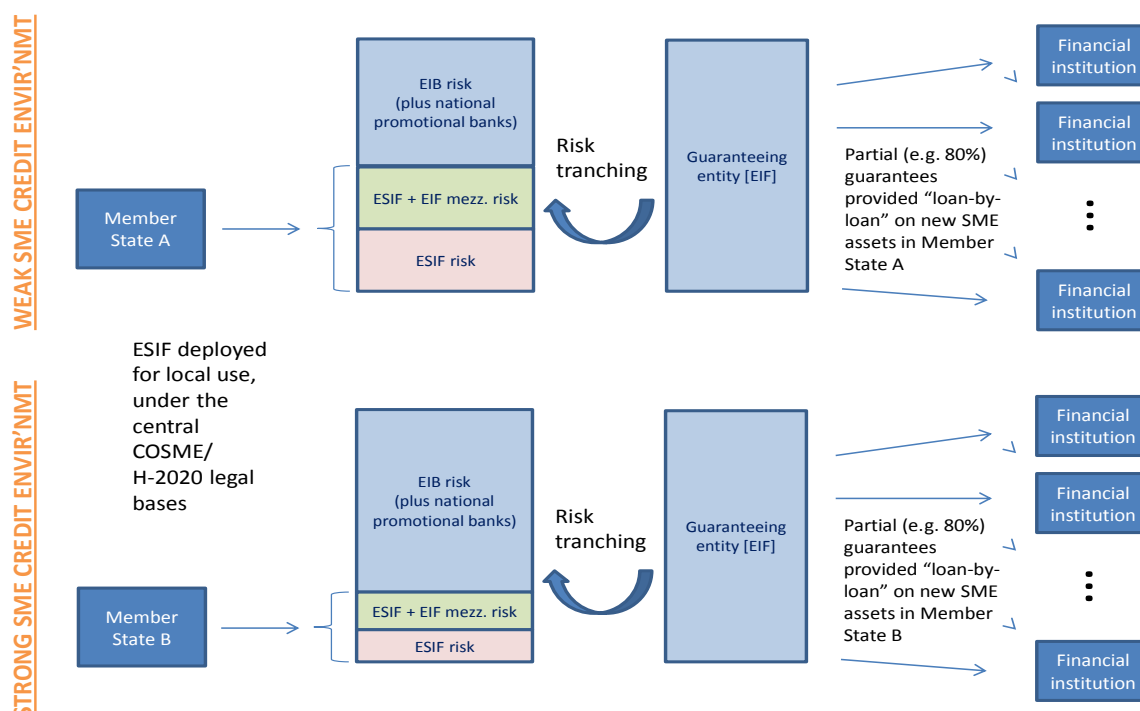 WEAK SME CREDIT ENVIR'NMT
Member
State A
EIB risk
(plus national
promotional banks)
ESIF + EIF mezz. risk
ESIF risk
Risk
tranching
Guaranteeing
entity [EIF]
Partial (e.g. 80%)
guarantees
provided “loan-by-
loan” on new SME
assets in Member
State A
Financial
institution
Financial
institution
...
Financial
institution
ESIF deployed
for local use,
under the
central
COSME/
H-2020 legal
bases
STRONG SME CREDIT ENVIR'NMT
Member
State B
EIB risk
(plus national
promotional banks)
ESIF + EIF mezz. risk
ESIF risk
Risk
tranching
Guaranteeing
entity [EIF]
Partial (e.g. 80%)
guarantees
provided “loan-by-
loan” on new SME
assets in Member
State B
Financial
institution
Financial
institution
...
Financial
institution